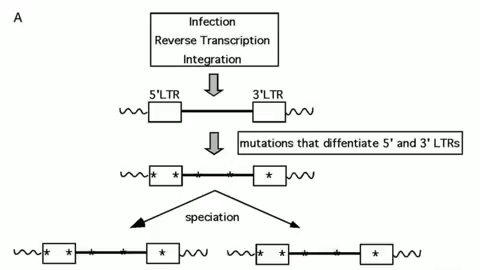 A
Infection
Reverse Transcription
Integration
5'LTR 3'LTR
mutations that diffentiate 5' and 3' LTRs
* * * * *
speciation
* * * * * * * * * *